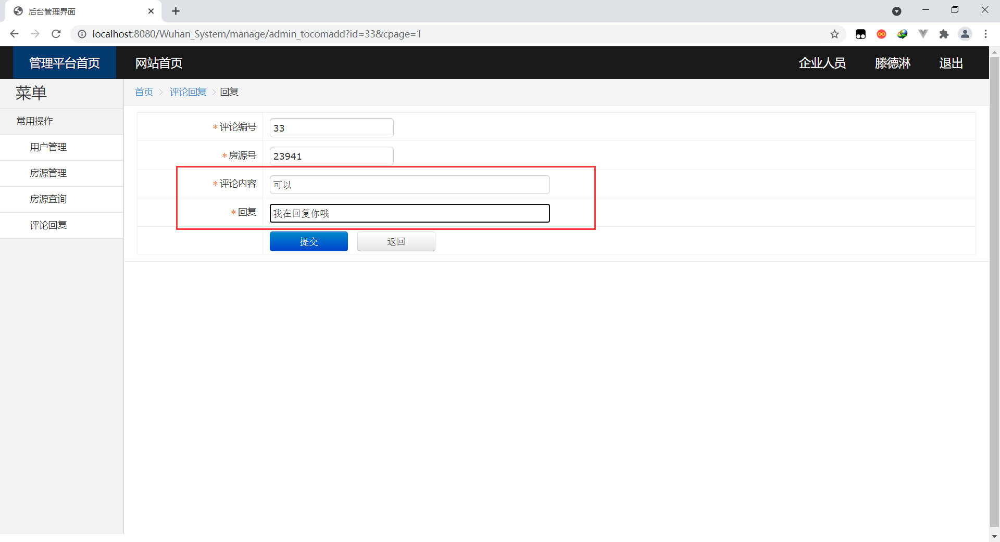 后台管理界面
localhost:8080/Wuhan_System/manage/admin_tocomadd?id=33&cpage=1
管理平台首页 网站首页 企业人员 滕德淋 退出
菜单
首页 评论回复 回复
常用操作
用户管理
房源管理
房源查询
评论回复
*评论编号 33
*房源号 23941
*评论内容 可以
*回复 我在回复你哦
提交 返回